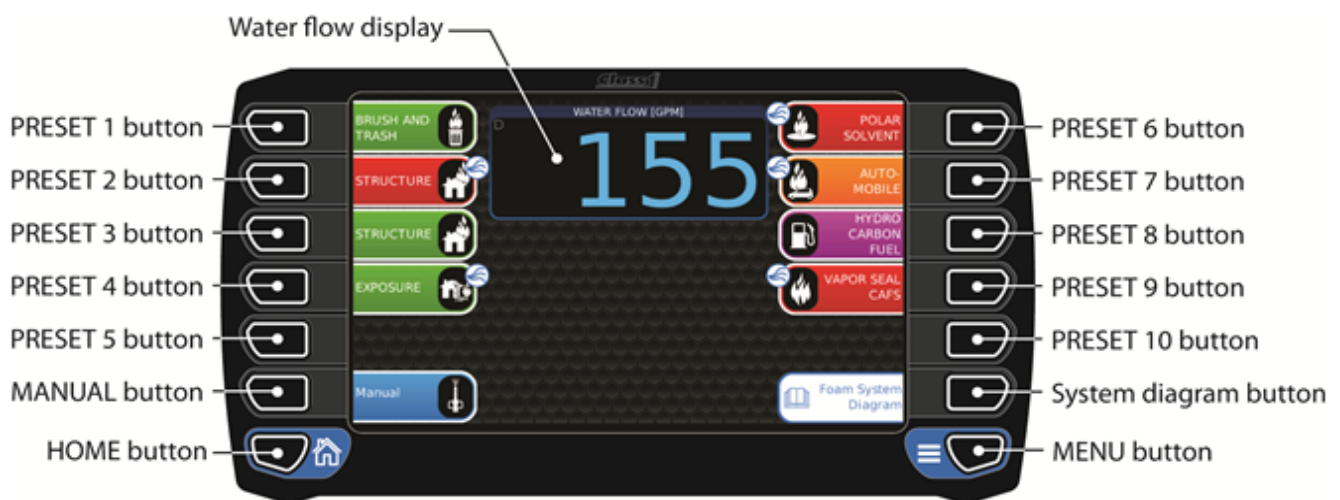 Water flow display
Class1
PRESET 1 button
PRESET 2 button
PRESET 3 button
PRESET 4 button
PRESET 5 button
MANUAL button
HOME button
BRUSH AND
TRASH
STRUCTURE
STRUCTURE
EXPOSURE
Manual
WATER FLOW [GPM]
D
155
POLAR
SOLVENT
AUTO-
MOBILE
HYDRO
CARBON
FUEL
VAPOR SEAL
CAFS
Foam System
Diagram
PRESET 6 button
PRESET 7 button
PRESET 8 button
PRESET 9 button
PRESET 10 button
System diagram button
MENU button